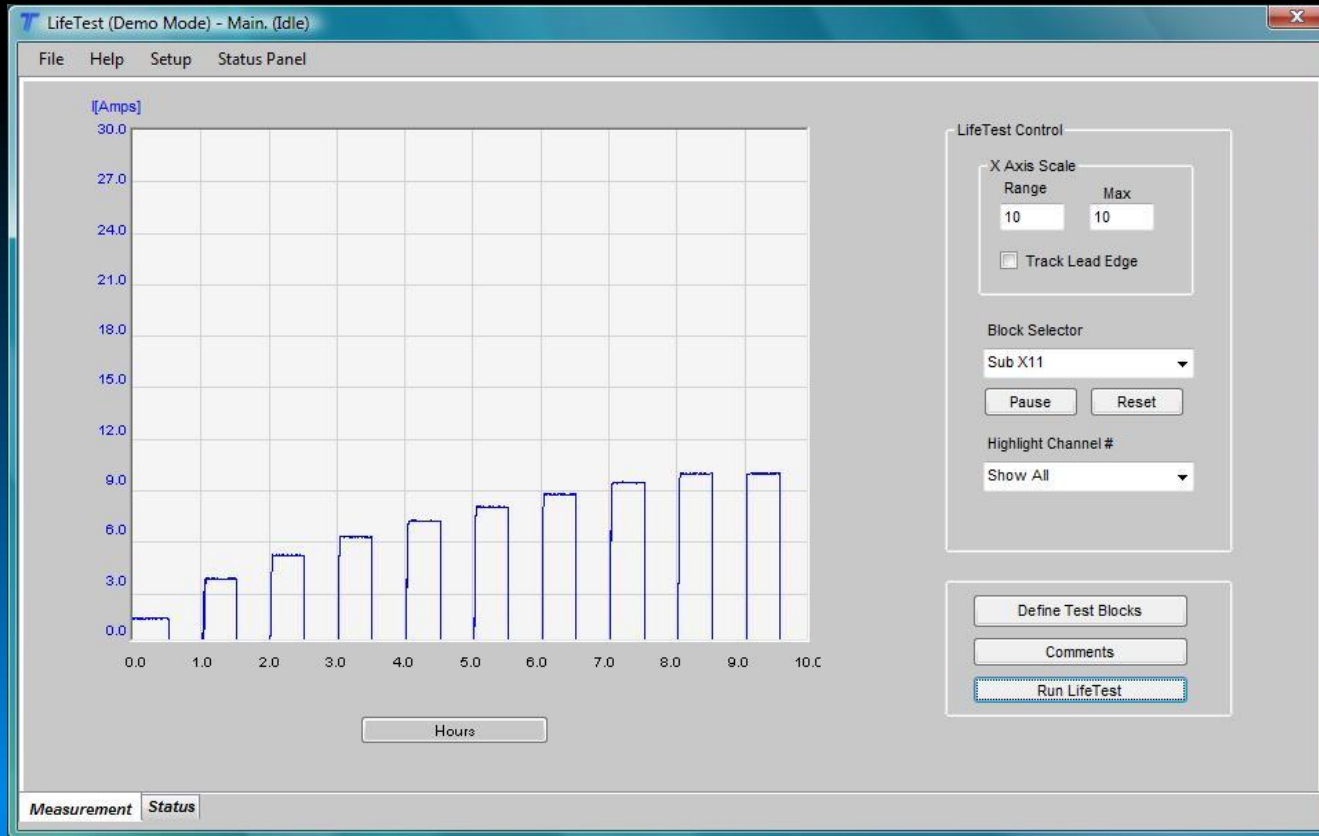 LifeTest (Demo Mode) - Main. (Idle)
File Help Setup Status Panel
I[Amps]
30.0
27.0
24.0
21.0
18.0
15.0
12.0
9.0
6.0
3.0
0.0
0.0 1.0 2.0 3.0 4.0 5.0 6.0 7.0 8.0 9.0 10.0
Hours
LifeTest Control
X Axis Scale
Range Max
10 10
Track Lead Edge
Block Selector
Sub X11
Pause Reset
Highlight Channel #
Show All
Define Test Blocks
Comments
Run LifeTest
Measurement Status